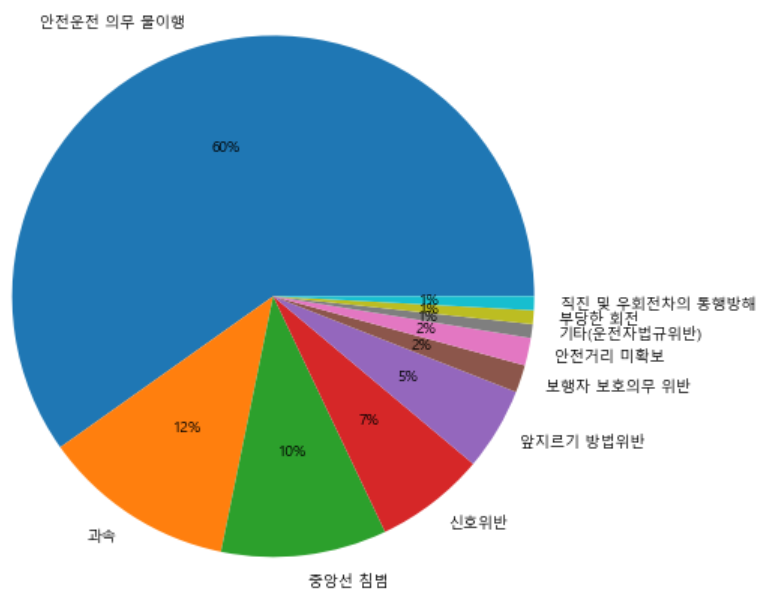 안전운전 의무 불이행
60%
1%
직진 및 우회전차의 통행방해
1%
부당한 회전
1%
기타(운전자법규위반)
2%
안전거리 미확보
2%
보행자 보호의무 위반
5%
앞지르기 방법위반
7%
신호위반
12%
10%
과속
중앙선 침범